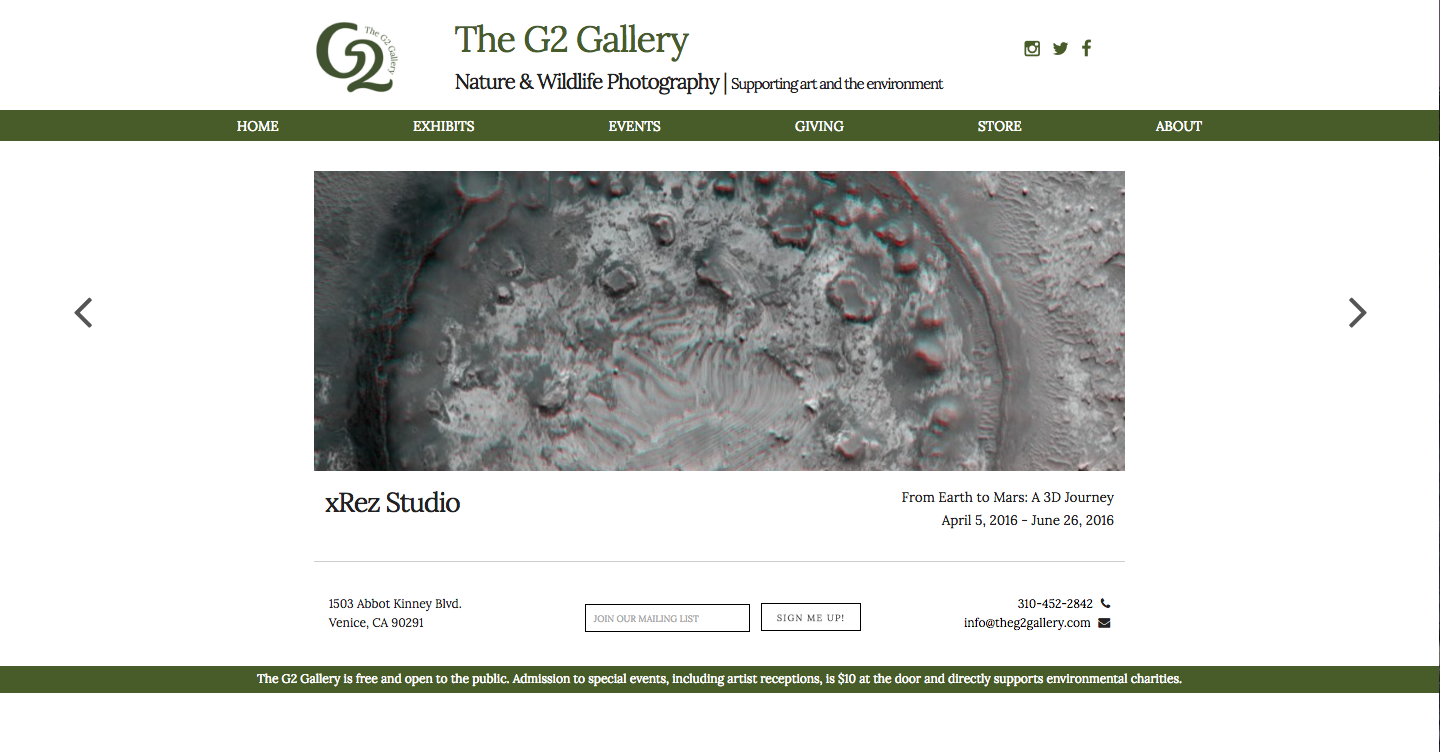 G2 The G2 Gallery
The G2 Gallery
Nature & Wildlife Photography | Supporting art and the environment
HOME EXHIBITS EVENTS GIVING STORE ABOUT
xRez Studio
From Earth to Mars: A 3D Journey
April 5, 2016 - June 26, 2016
1503 Abbot Kinney Blvd.
Venice, CA 90291
JOIN OUR MAILING LIST SIGN ME UP!
310-452-2842
info@theg2gallery.com
The G2 Gallery is free and open to the public. Admission to special events, including artist receptions, is $10 at the door and directly supports environmental charities.